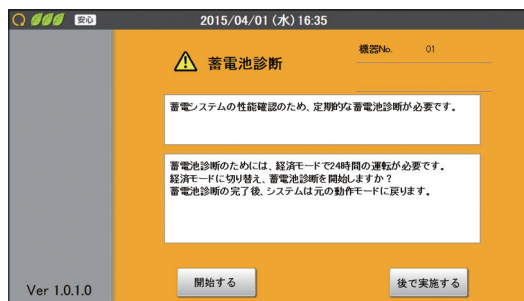 安心 2015/04/01 (水) 16:35
蓄電池診断
機器No. 01
蓄電システムの性能確認のため、定期的な蓄電池診断が必要です。
蓄電池診断のためには、経済モードで24時間の運転が必要です。
経済モードに切り替え、蓄電池診断を開始しますか？
蓄電池診断の完了後、システムは元の動作モードに戻ります。
開始する 後で実施する
Ver 1.0.1.0